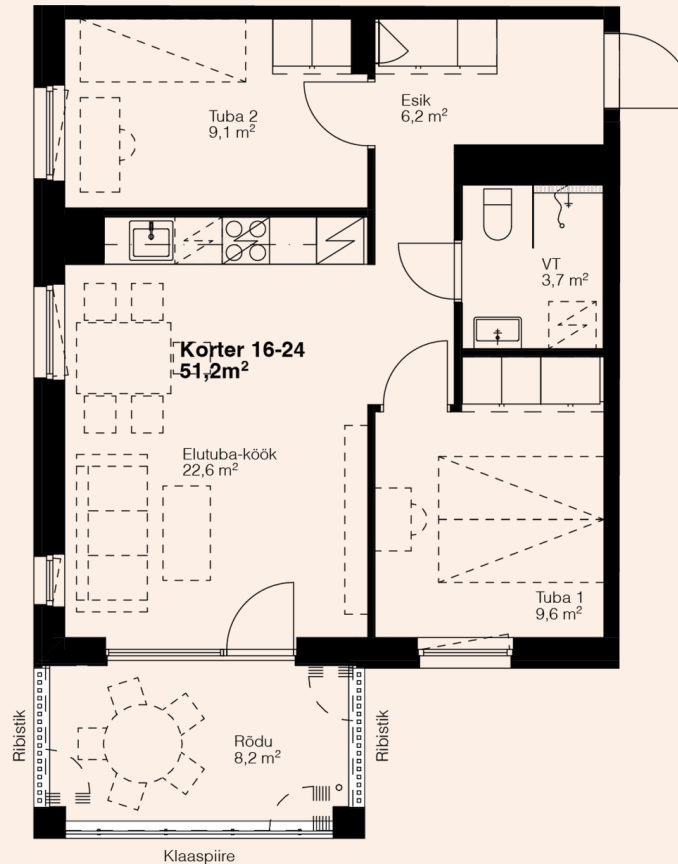 Tuba 2
9,1 m²
Esik
6,2 m²
VT
3,7 m²
Korter 16-24
51,2m²
Elutuba-köök
22,6 m²
Tuba 1
9,6 m²
Ribistik
Rõdu
8,2 m²
Ribistik
Klaaspiire